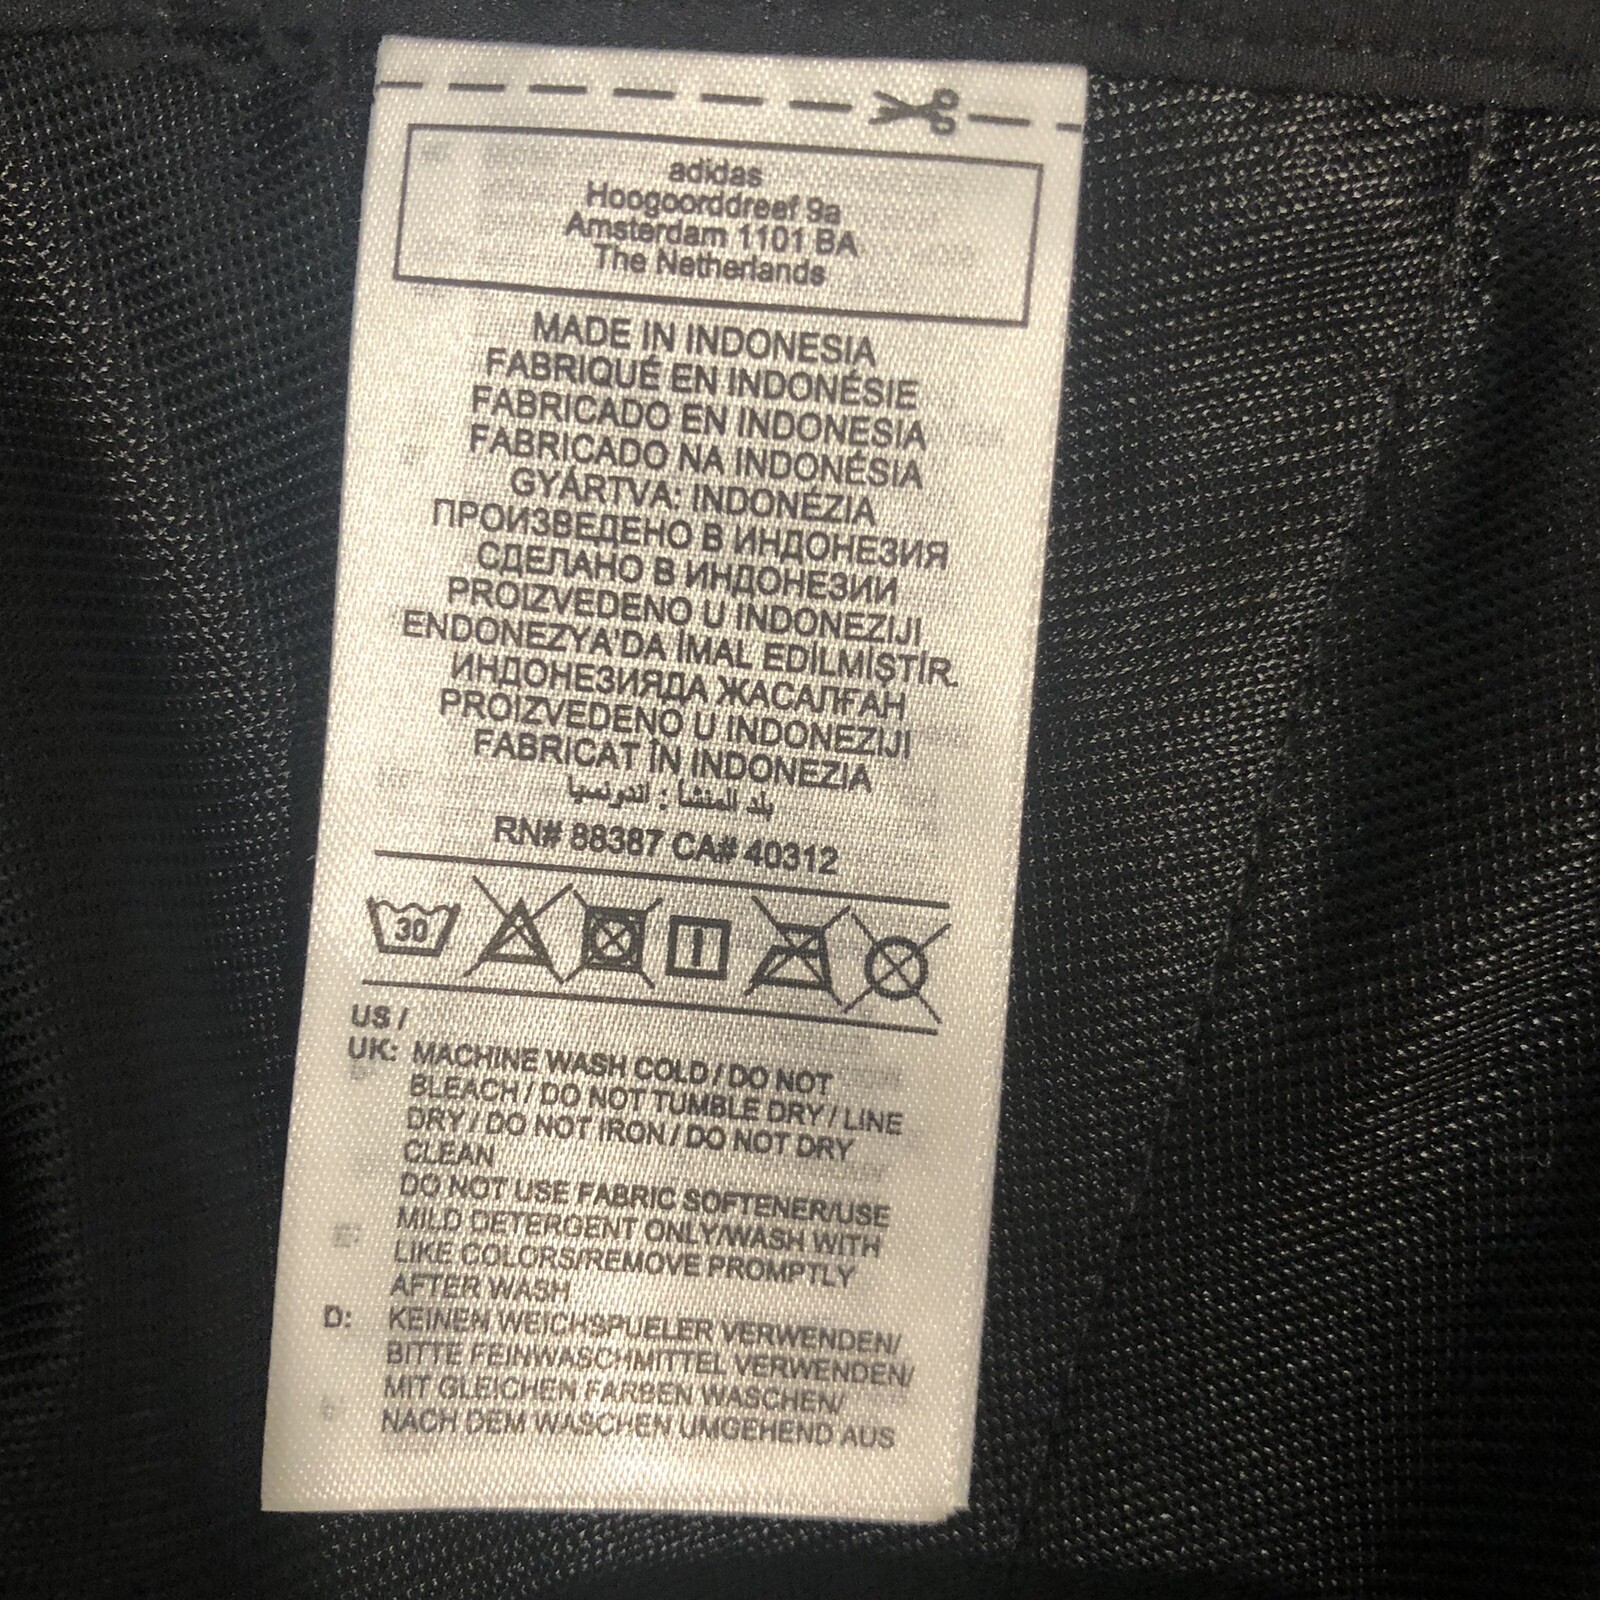 adidas
Hoogoorddreef 9a
Amsterdam 1101 BA
The Netherlands
MADE IN INDONESIA
FABRIQUÉ EN INDONÉSIE
FABRICADO EN INDONESIA
FABRICADO NA INDONÉSIA
GYÁRTVA: INDONÉZIA
ПРОИЗВЕДЕНО В ИНДОНЕЗИЯ
СДЕЛАНО В ИНДОНЕЗИИ
PROIZVEDENO U INDONEZIJI
ENDONEZYA'DA İMAL EDİLMİŞTİR.
ИНДОНЕЗИЯДА ЖАСАЛҒАН
PROIZVEDENO U INDONEZIJI
FABRICAT ÎN INDONEZIA
بلد المنشأ : اندونسيا
RN# 88387 CA# 40312
30
US /
UK: MACHINE WASH COLD / DO NOT
BLEACH / DO NOT TUMBLE DRY / LINE
DRY / DO NOT IRON / DO NOT DRY
CLEAN
DO NOT USE FABRIC SOFTENER/USE
MILD DETERGENT ONLY/WASH WITH
LIKE COLORS/REMOVE PROMPTLY
AFTER WASH
D: KEINEN WEICHSPUELER VERWENDEN/
BITTE FEINWASCHMITTEL VERWENDEN/
MIT GLEICHEN FARBEN WASCHEN/
NACH DEM WASCHEN UMGEHEND AUS